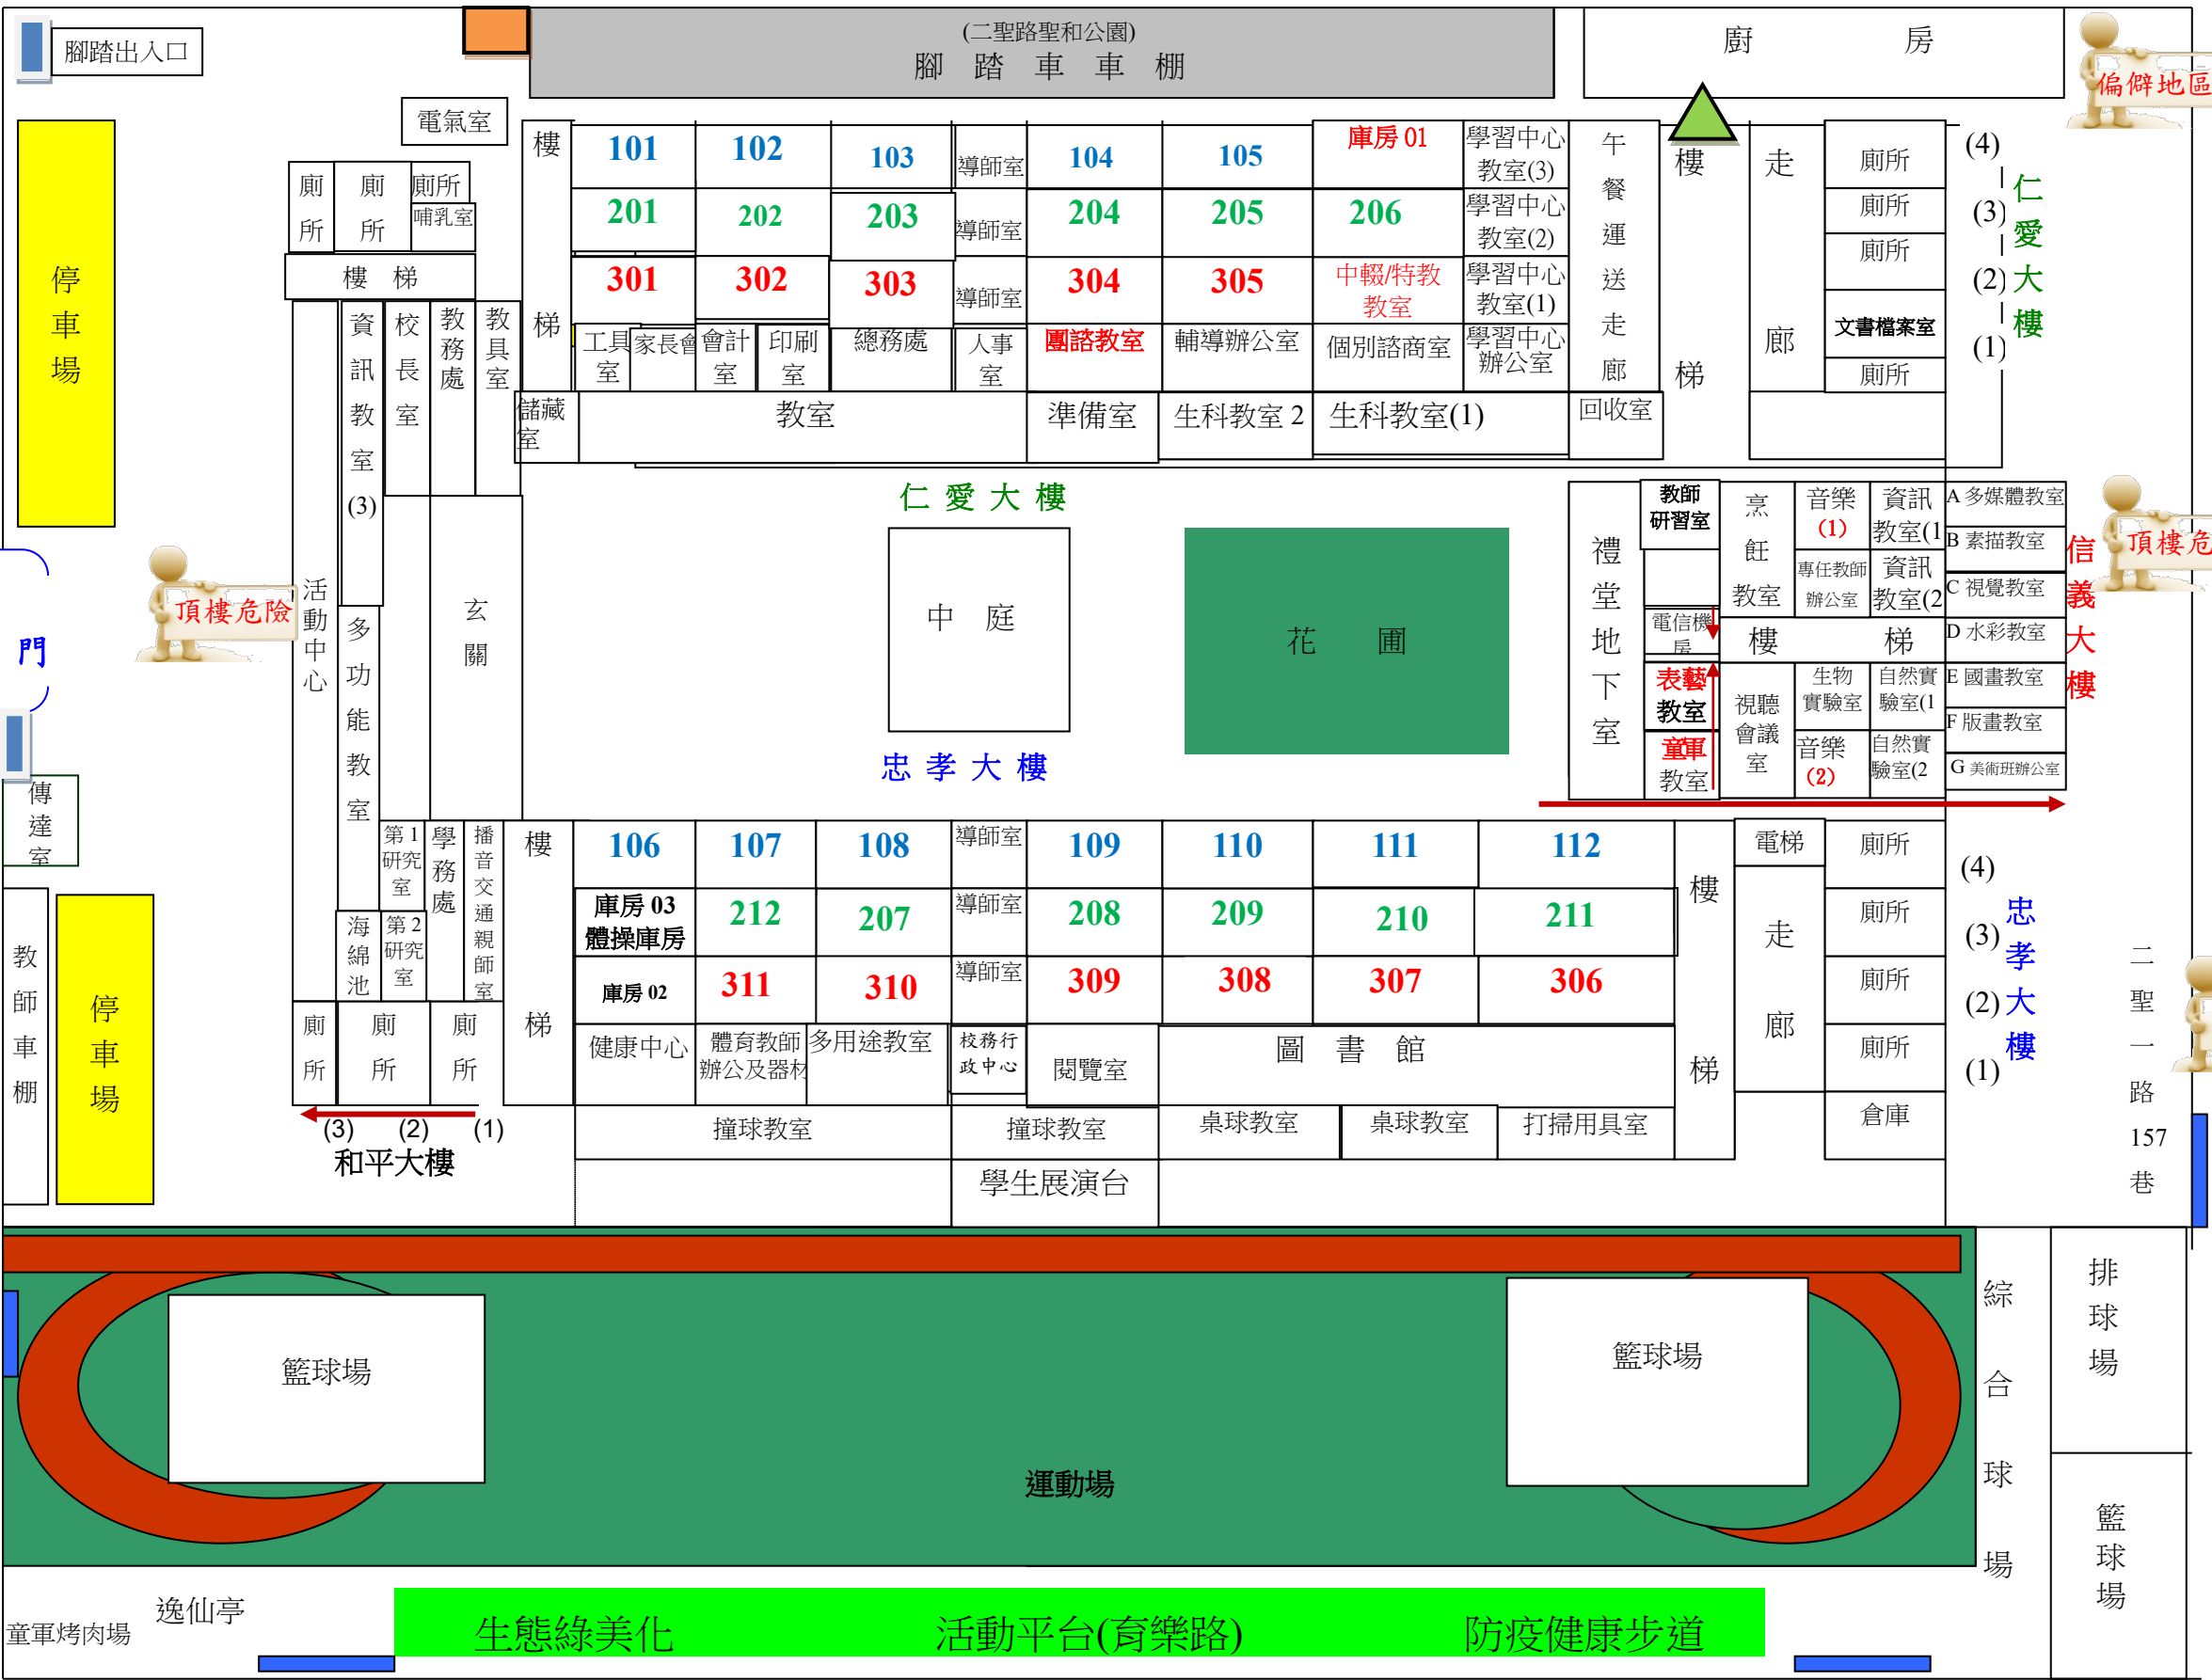 腳踏出入口
(二聖路聖和公園)
腳 踏 車 車 棚
廚 房
偏僻地區
電氣室
停車場
廁所
廁所
廁所
哺乳室
樓 梯
樓梯
101 102 103 導師室 104 105 庫房 01 學習中心教室(3)
201 202 203 導師室 204 205 206 學習中心教室(2)
301 302 303 導師室 304 305 中輟/特教教室 學習中心教室(1)
工具室 家長會 會計室 印刷室 總務處 人事室 團諮教室 輔導辦公室 個別諮商室 學習中心辦公室
儲藏室 教室 準備室 生科教室 2 生科教室(1) 回收室
午餐運送走廊
樓梯
走廊
廁所
廁所
廁所
文書檔案室
廁所
(4)
(3)
(2)
(1)
仁愛大樓
資訊教室(3)
校長室
教務處
教具室
活動中心
多功能教室
玄關
頂樓危險
門
傳達室
仁 愛 大 樓
中 庭
花 圃
忠 孝 大 樓
禮堂地下室
教師研習室
電信機房
表藝教室
童軍教室
烹飪教室
音樂(1)
資訊教室(1
專任教師辦公室
資訊教室(2
樓 梯
視聽會議室
生物實驗室
自然實驗室(1
音樂(2)
自然實驗室(2
A 多媒體教室
B 素描教室
C 視覺教室
D 水彩教室
E 國畫教室
F 版畫教室
G 美術班辦公室
信義大樓
頂樓危
第 1 研究室
學務處
播音交通親師室
海綿池
第 2 研究室
廁所
廁所
廁所
(3) (2) (1)
和平大樓
教師車棚
停車場
樓梯
106 107 108 導師室 109 110 111 112
庫房 03 體操庫房 212 207 導師室 208 209 210 211
庫房 02 311 310 導師室 309 308 307 306
健康中心 體育教師辦公及器材 多用途教室 校務行政中心 閱覽室 圖 書 館
撞球教室 撞球教室 桌球教室 桌球教室 打掃用具室
學生展演台
樓梯
電梯
走廊
廁所
廁所
廁所
廁所
倉庫
(4)
(3)
(2)
(1)
忠孝大樓
二聖一路157巷
籃球場
運動場
籃球場
綜合球場
排球場
籃球場
童軍烤肉場
逸仙亭
生態綠美化 活動平台(育樂路) 防疫健康步道